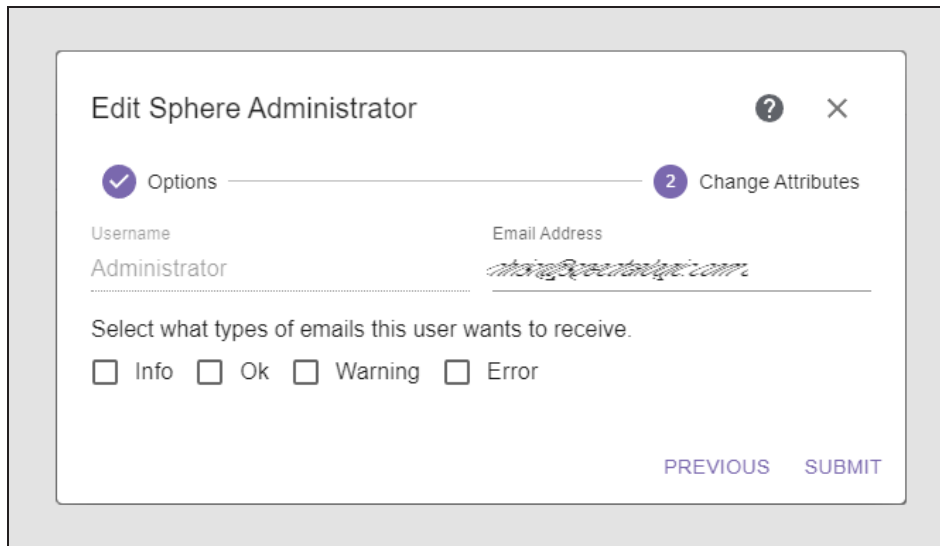 Edit Sphere Administrator
Options
2 Change Attributes
Username
Email Address
Administrator
Select what types of emails this user wants to receive.
Info Ok Warning Error
PREVIOUS SUBMIT